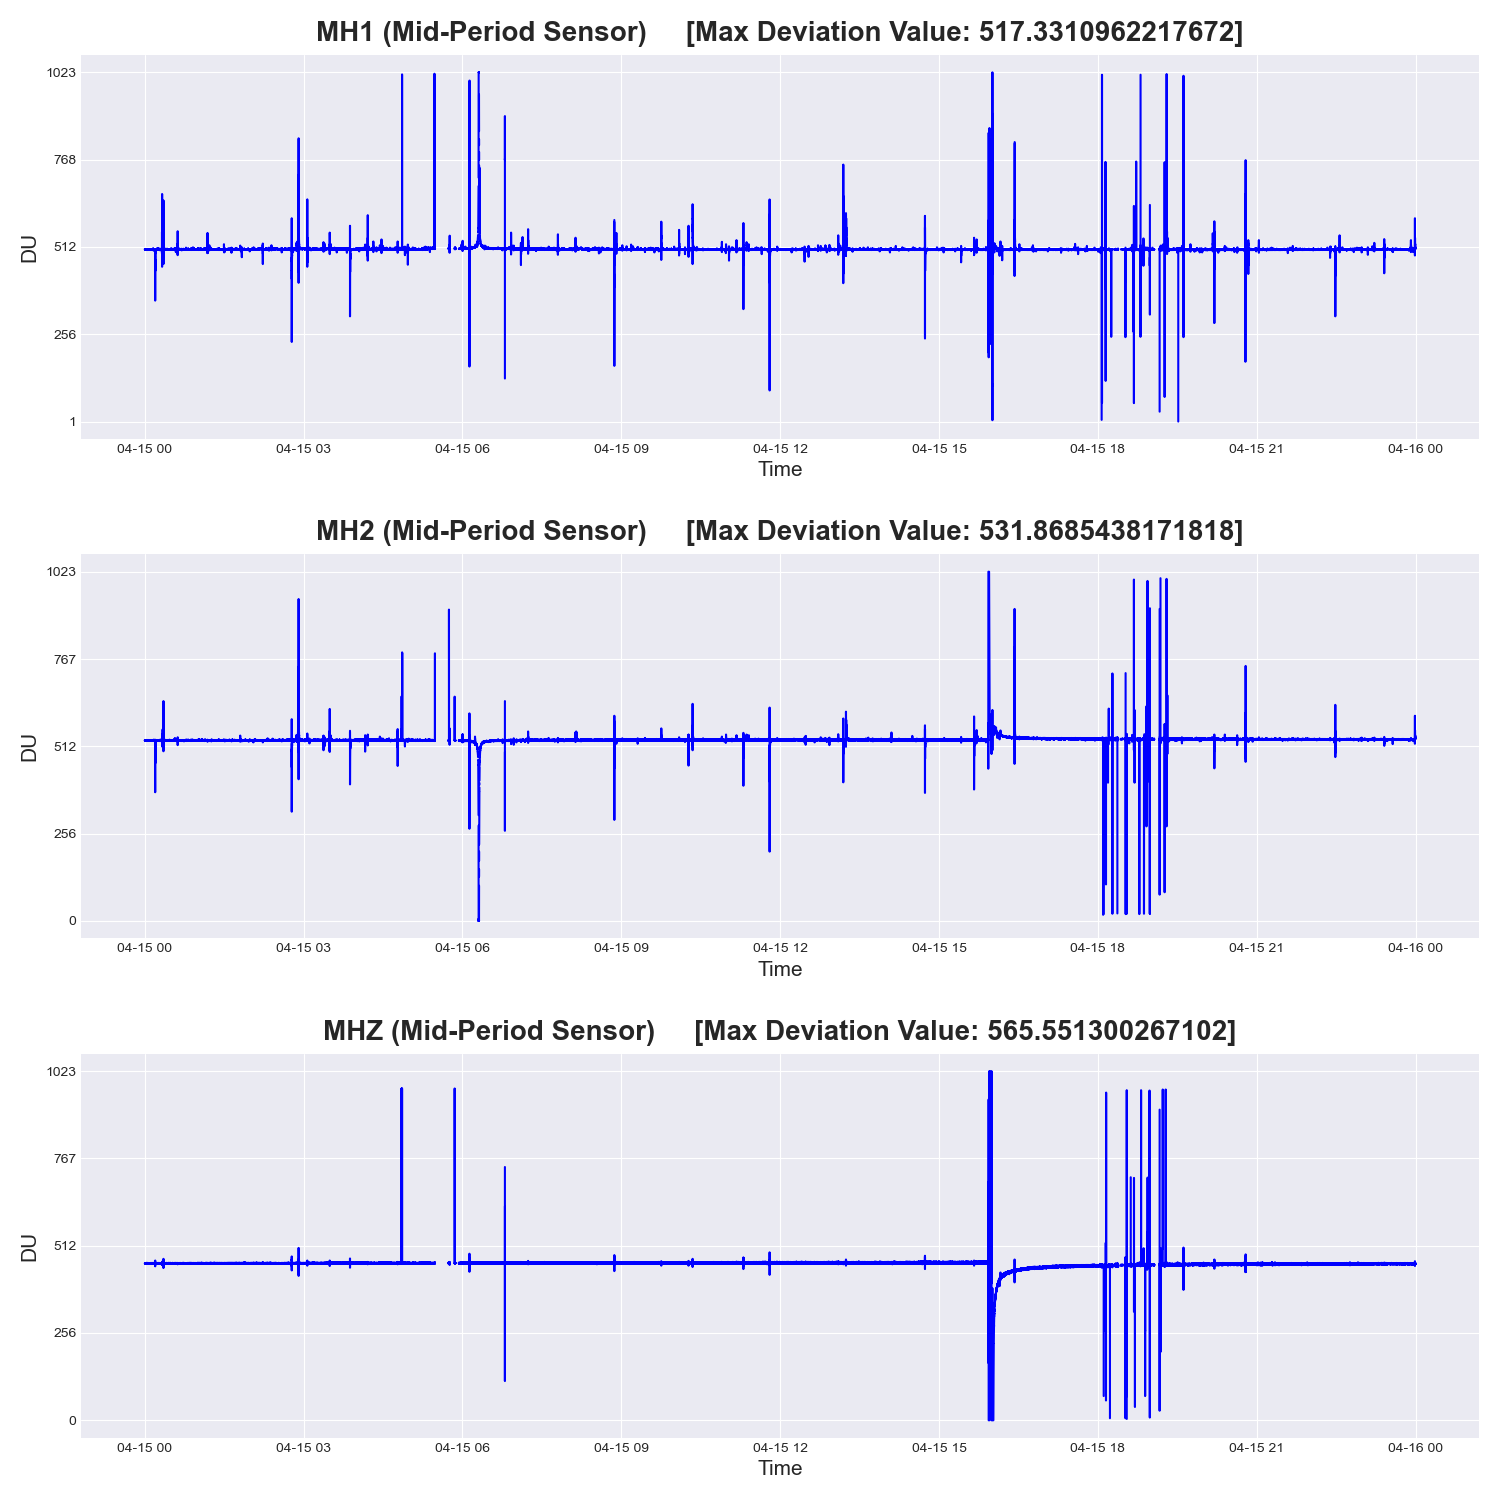 MH1 (Mid-Period Sensor) [Max Deviation Value: 517.3310962217672]
1023
768
512
256
1
DU
04-15 00 04-15 03 04-15 06 04-15 09 04-15 12 04-15 15 04-15 18 04-15 21 04-16 00
Time
MH2 (Mid-Period Sensor) [Max Deviation Value: 531.8685438171818]
1023
767
512
256
0
DU
04-15 00 04-15 03 04-15 06 04-15 09 04-15 12 04-15 15 04-15 18 04-15 21 04-16 00
Time
MHZ (Mid-Period Sensor) [Max Deviation Value: 565.551300267102]
1023
767
512
256
0
DU
04-15 00 04-15 03 04-15 06 04-15 09 04-15 12 04-15 15 04-15 18 04-15 21 04-16 00
Time